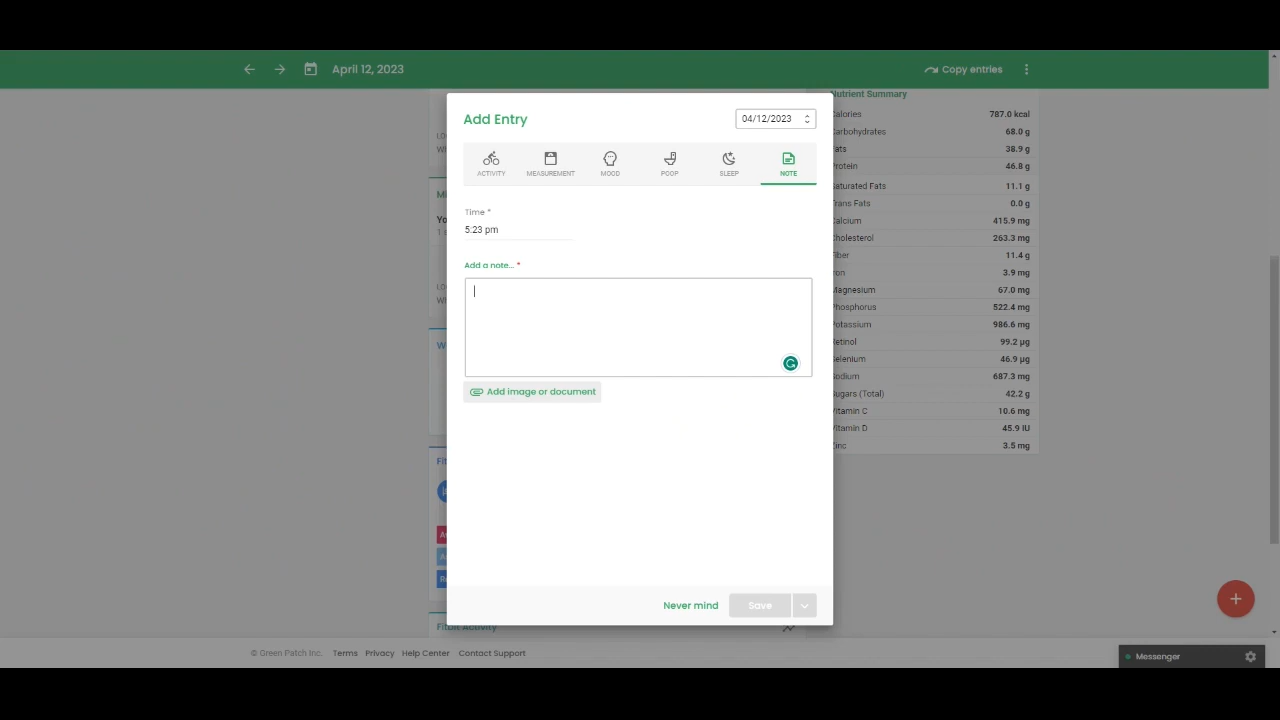 April 12, 2023
Copy entries
Nutrient Summary
Calories 787.0 kcal
Carbohydrates 68.0 g
ats 38.9 g
Protein 46.8 g
aturated Fats 11.1 g
rans Fats 0.0 g
Calcium 415.9 mg
Cholesterol 263.3 mg
iber 11.4 g
ron 3.9 mg
Magnesium 67.0 mg
Phosphorus 522.4 mg
Potassium 986.6 mg
etinol 99.2 µg
elenium 46.9 µg
odium 687.3 mg
ugars (Total) 42.2 g
itamin C 10.6 mg
itamin D 45.9 IU
inc 3.5 mg
Add Entry
04/12/2023
ACTIVITY MEASUREMENT MOOD POOP SLEEP NOTE
Time *
5:23 pm
Add a note... *
Add image or document
Never mind
Save
Fitbit Activity
© Green Patch Inc. Terms Privacy Help Center Contact Support
Messenger